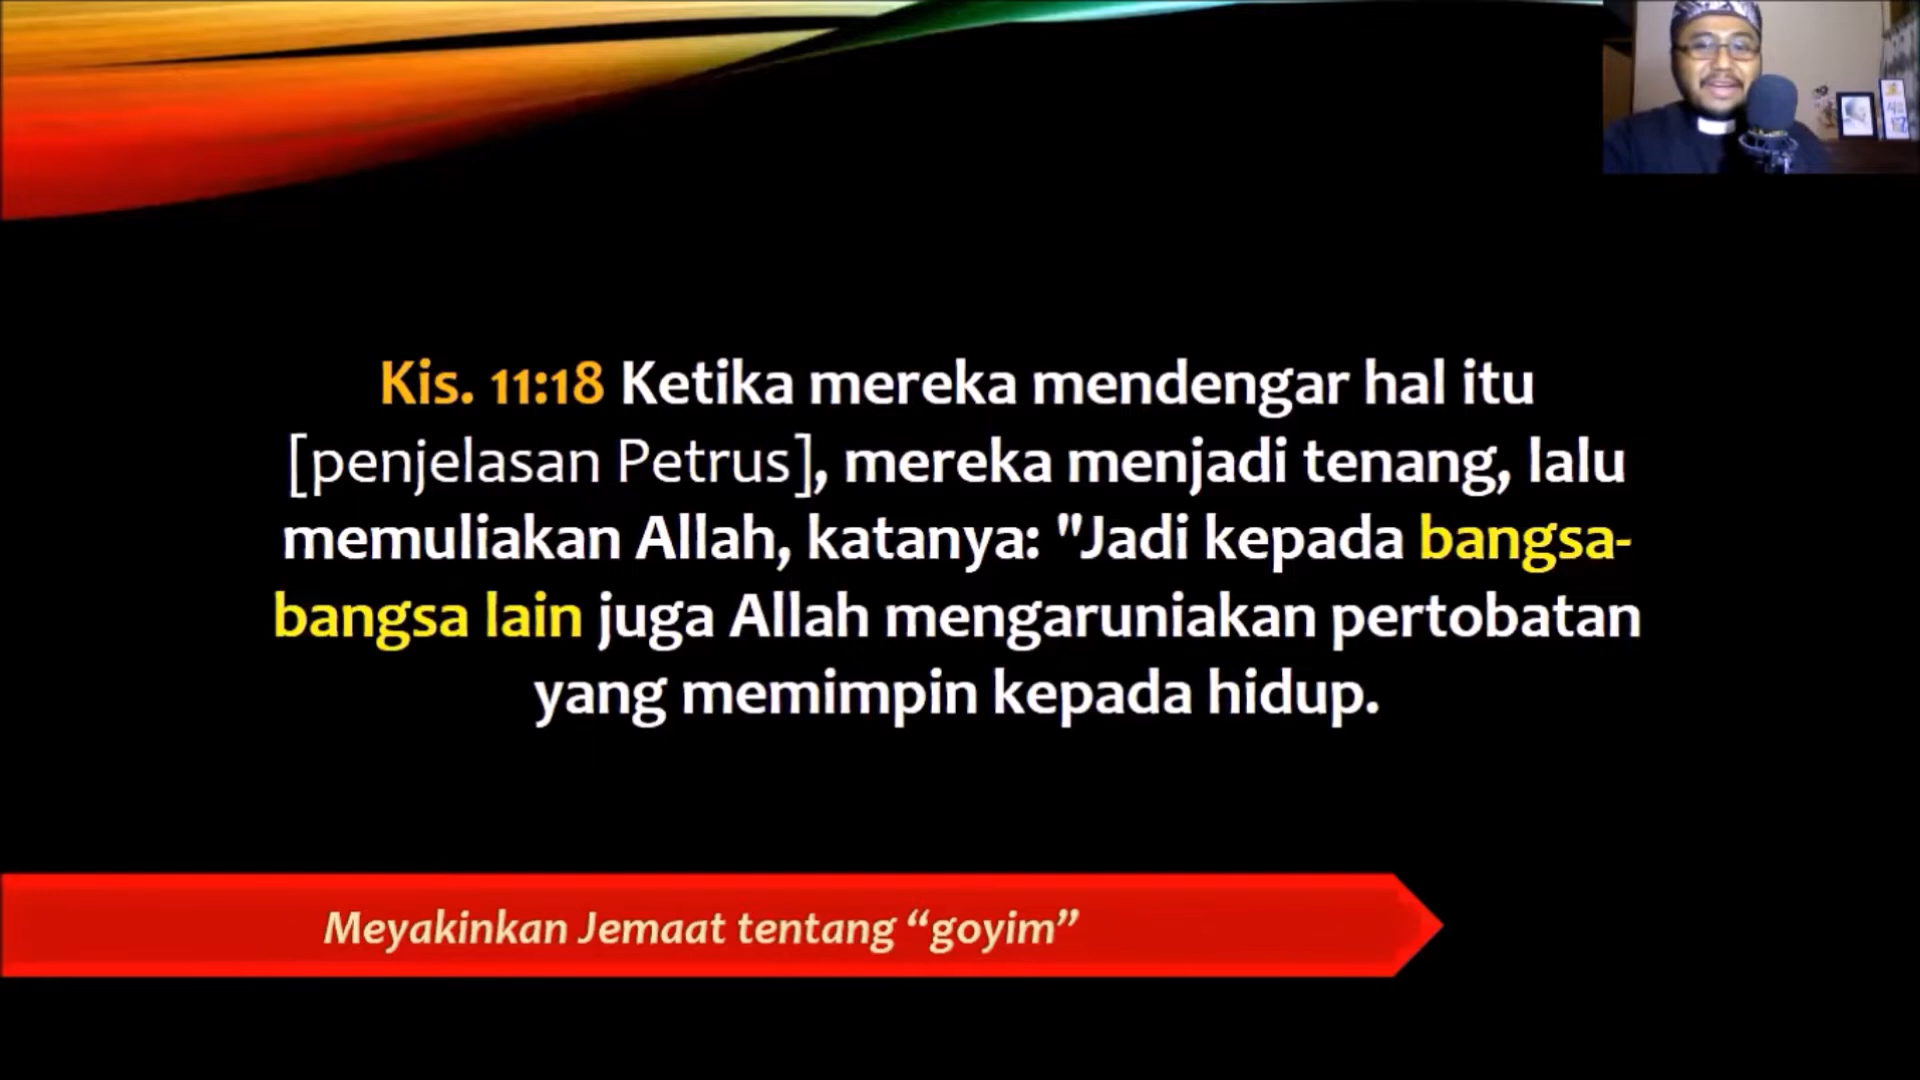 Kis. 11:18 Ketika mereka mendengar hal itu
[penjelasan Petrus], mereka menjadi tenang, lalu
memuliakan Allah, katanya: "Jadi kepada bangsa-
bangsa lain juga Allah mengaruniakan pertobatan
yang memimpin kepada hidup.
Meyakinkan Jemaat tentang “goyim”